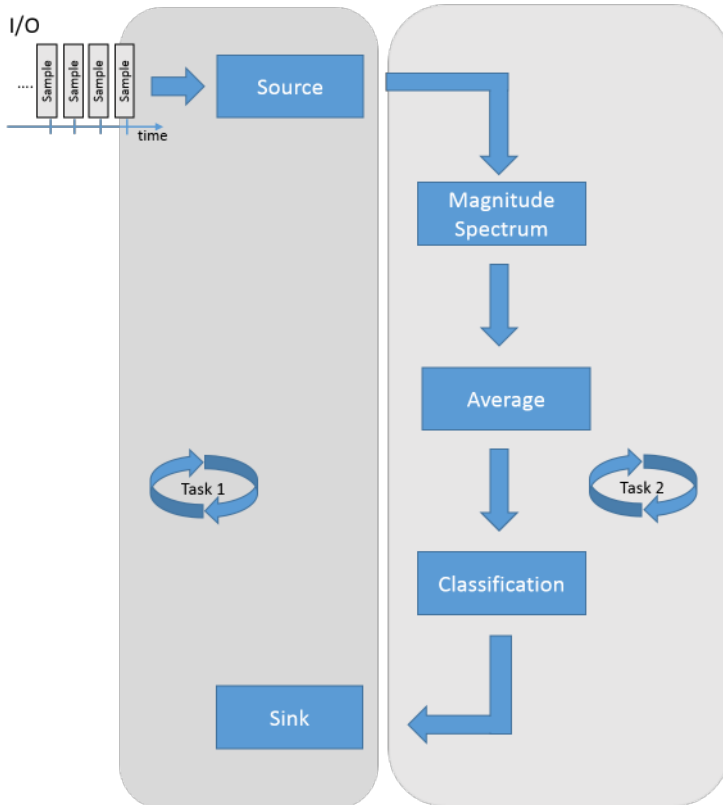 I/O
....
Sample
Sample
Sample
Sample
time
Source
Magnitude
Spectrum
Average
Task 1
Task 2
Classification
Sink